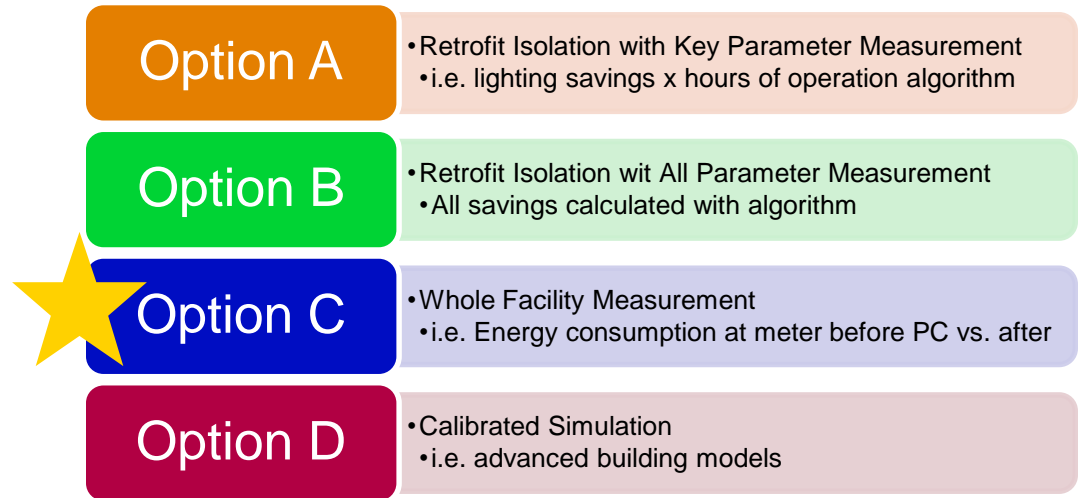 Option A
•Retrofit Isolation with Key Parameter Measurement
•i.e. lighting savings x hours of operation algorithm
Option B
•Retrofit Isolation wit All Parameter Measurement
•All savings calculated with algorithm
Option C
•Whole Facility Measurement
•i.e. Energy consumption at meter before PC vs. after
Option D
•Calibrated Simulation
•i.e. advanced building models